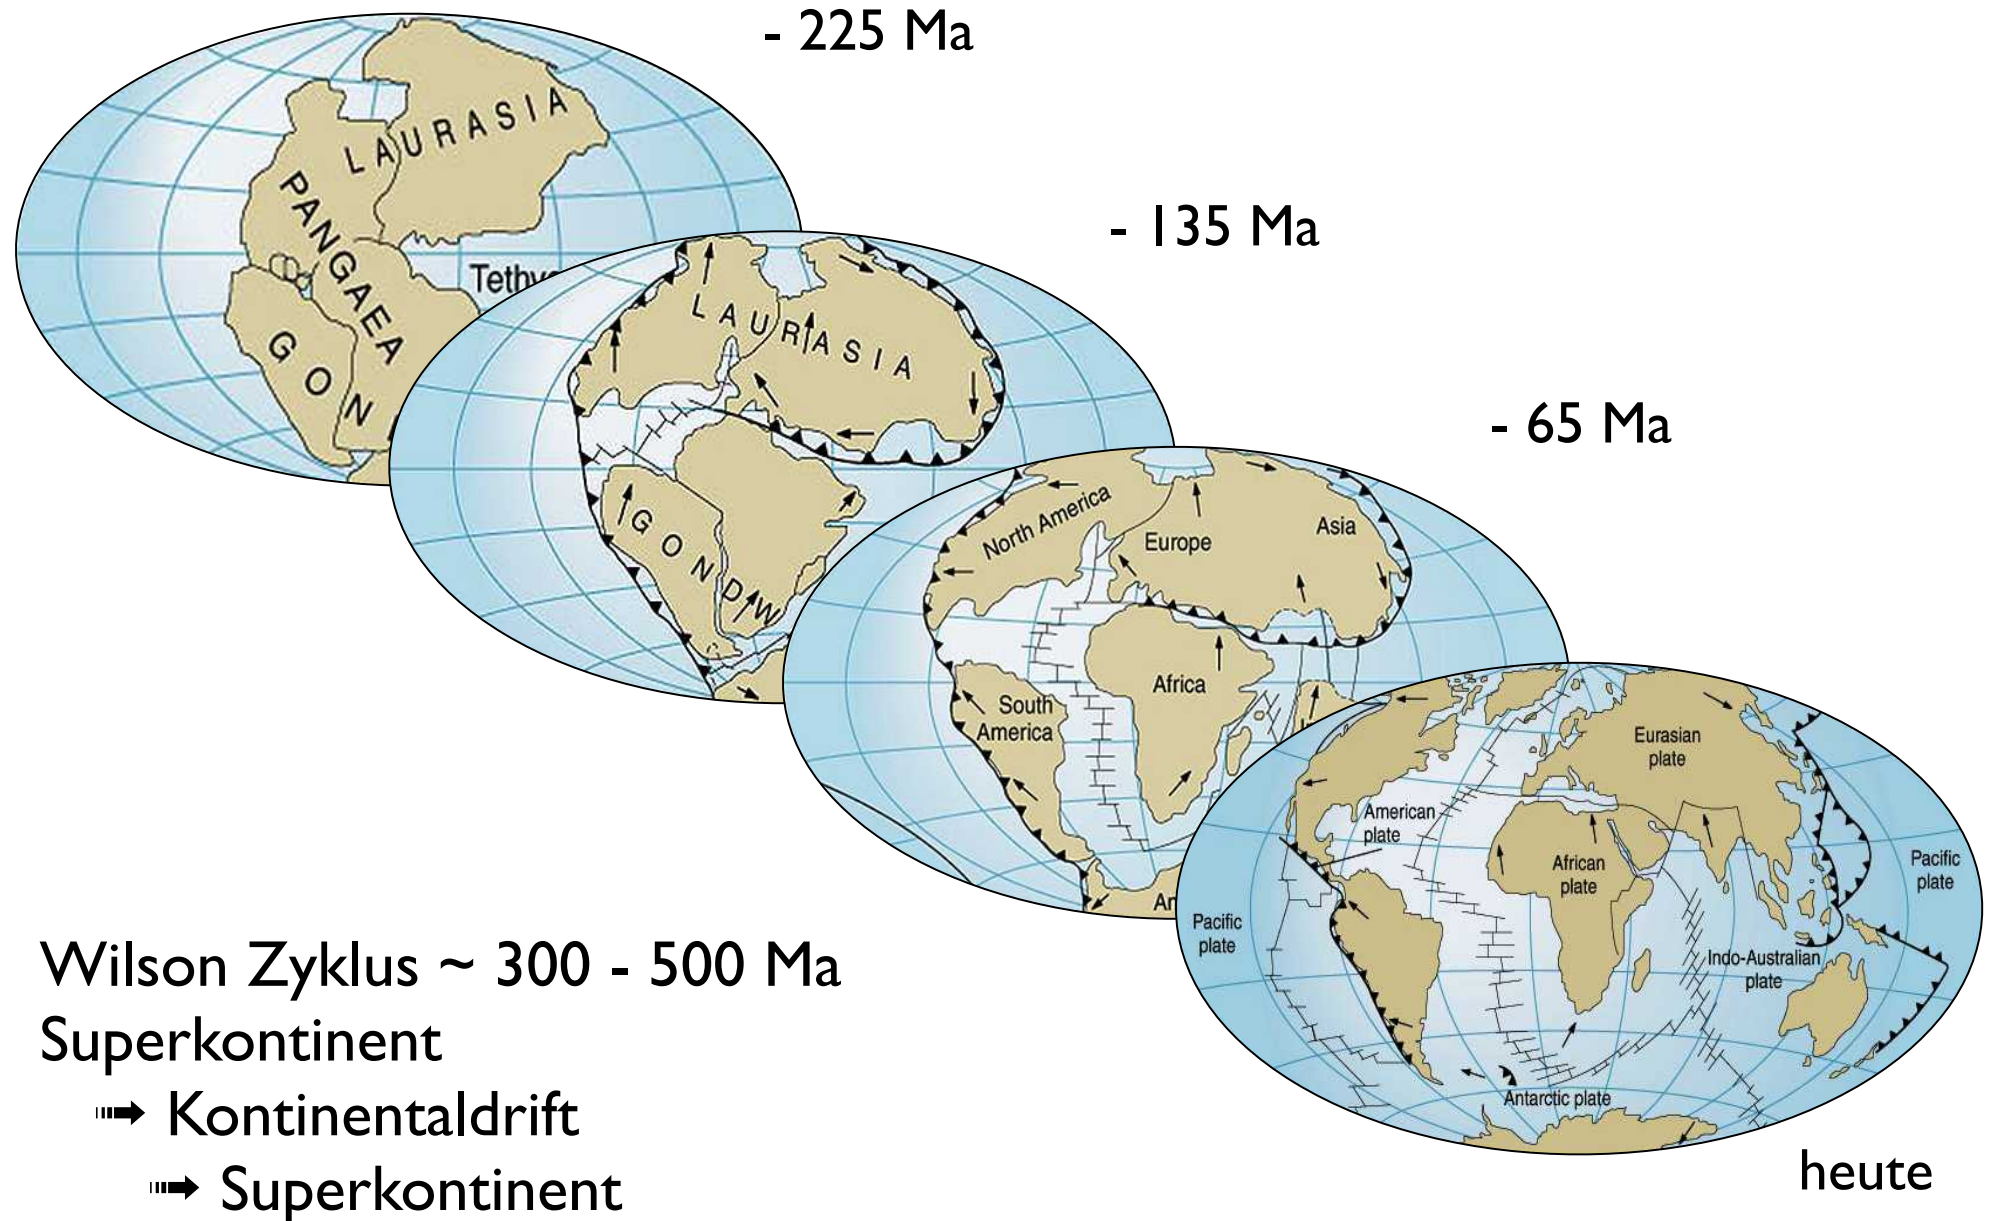 - 225 Ma
LAURASIA
PANGAEA
GON
- 135 Ma
LAURASIA
GONDW
- 65 Ma
North America
Europe
Asia
Africa
South
America
Eurasian
plate
American
plate
African
plate
Pacific
plate
Pacific
plate
Indo-Australian
plate
Antarctic plate
heute
Wilson Zyklus ~ 300 - 500 Ma
Superkontinent
➟ Kontinentaldrift
➟ Superkontinent